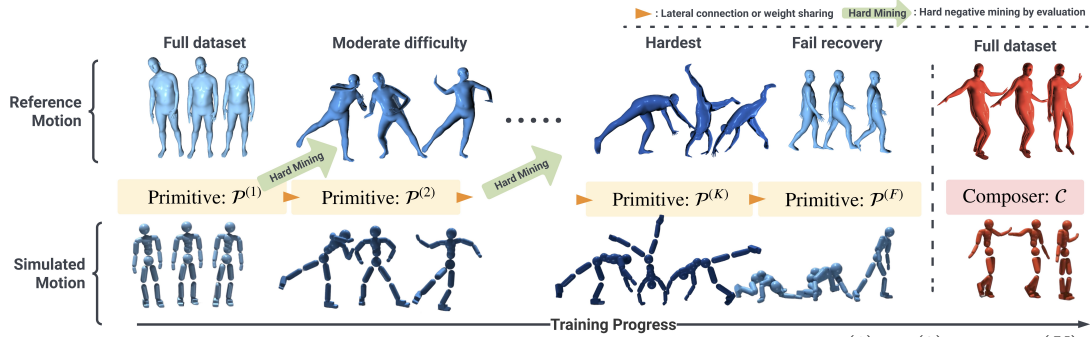 : Lateral connection or weight sharing
Hard Mining : Hard negative mining by evaluation
Full dataset
Moderate difficulty
Hardest
Fail recovery
Full dataset
Reference
Motion
Hard Mining
Hard Mining
Primitive: 𝒫⁽¹⁾
Primitive: 𝒫⁽²⁾
Primitive: 𝒫⁽ᴷ⁾
Primitive: 𝒫⁽ᶠ⁾
Composer: 𝒞
Simulated
Motion
Training Progress